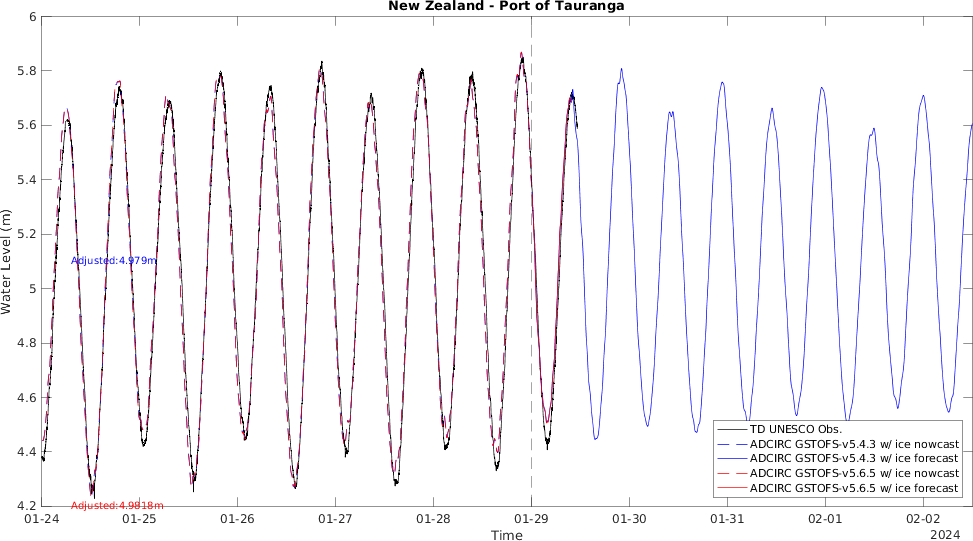 New Zealand - Port of Tauranga
6
5.8
5.6
5.4
5.2
5
4.8
4.6
4.4
4.2
Water Level (m)
Adjusted:4.979m
Adjusted:4.9818m
TD UNESCO Obs.
ADCIRC GSTOFS-v5.4.3 w/ ice nowcast
ADCIRC GSTOFS-v5.4.3 w/ ice forecast
ADCIRC GSTOFS-v5.6.5 w/ ice nowcast
ADCIRC GSTOFS-v5.6.5 w/ ice forecast
01-24 01-25 01-26 01-27 01-28 01-29 01-30 01-31 02-01 02-02
Time
2024